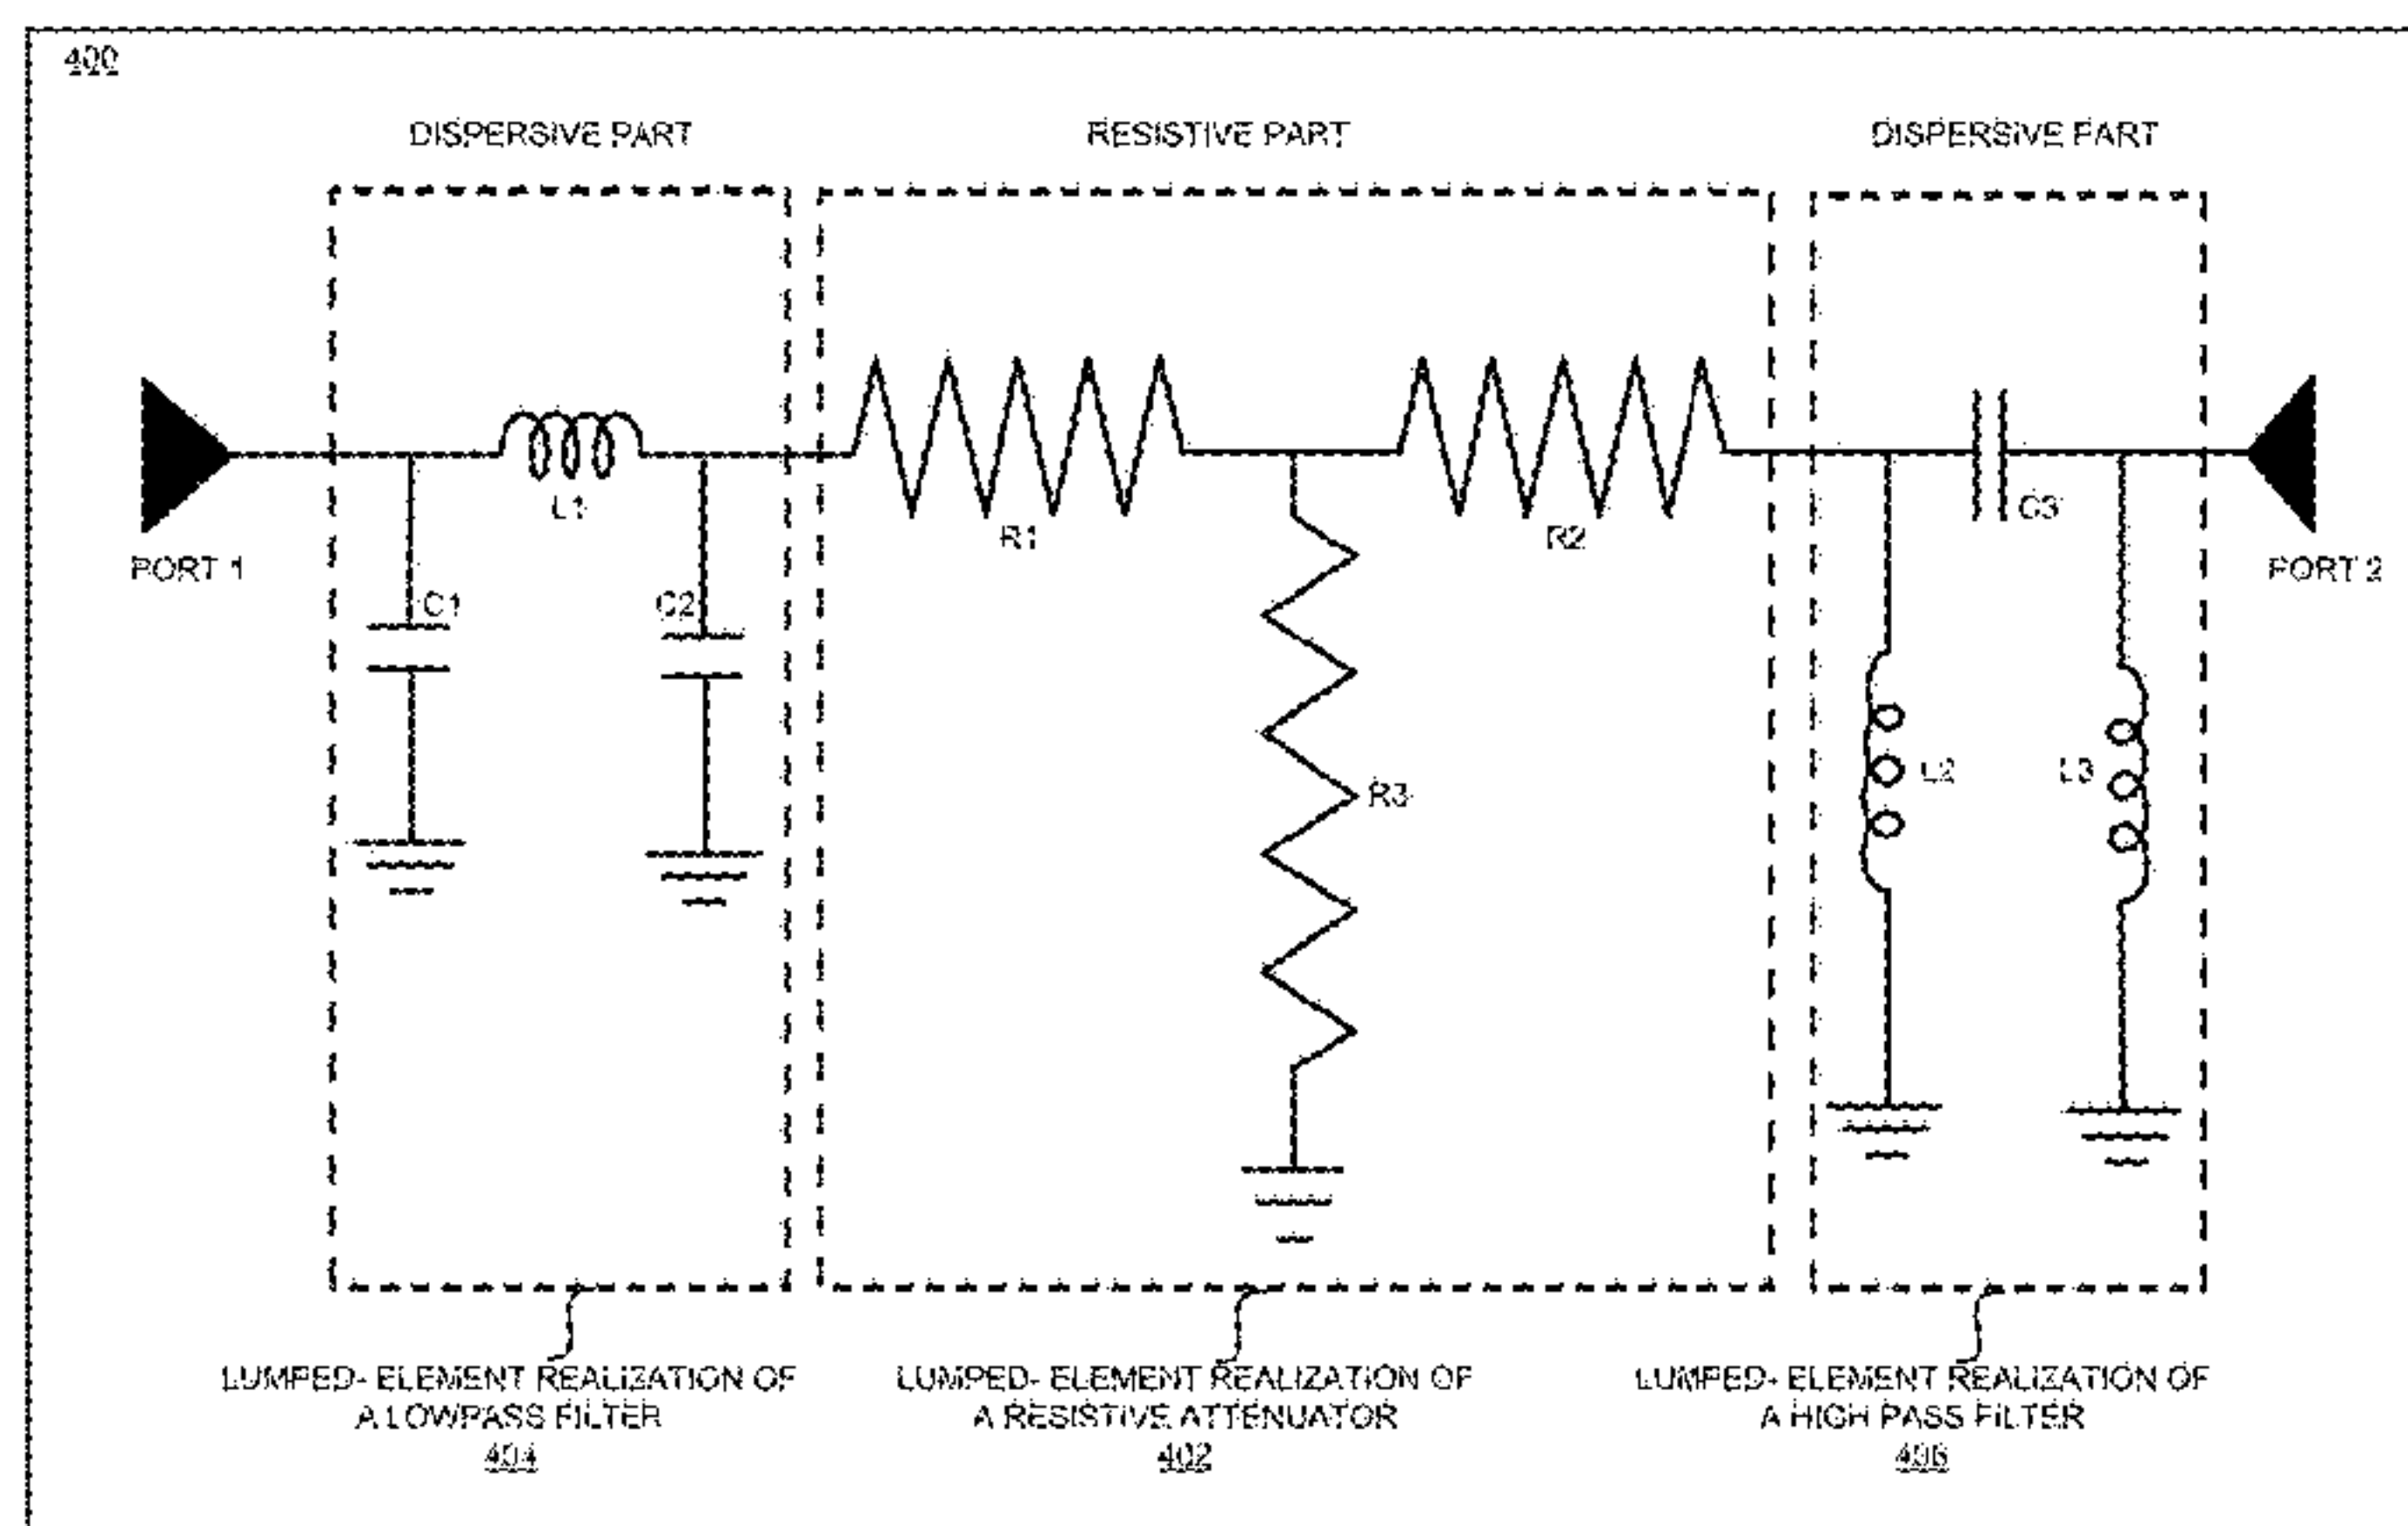 400
DISPERSIVE PART
RESISTIVE PART
DISPERSIVE PART
L1
R1
R2
C3
PORT 1
PORT 2
C1
C2
R3
L2
L3
LUMPED- ELEMENT REALIZATION OF
A LOWPASS FILTER
404
LUMPED- ELEMENT REALIZATION OF
A RESISTIVE ATTENUATOR
402
LUMPED- ELEMENT REALIZATION OF
A HIGH PASS FILTER
406